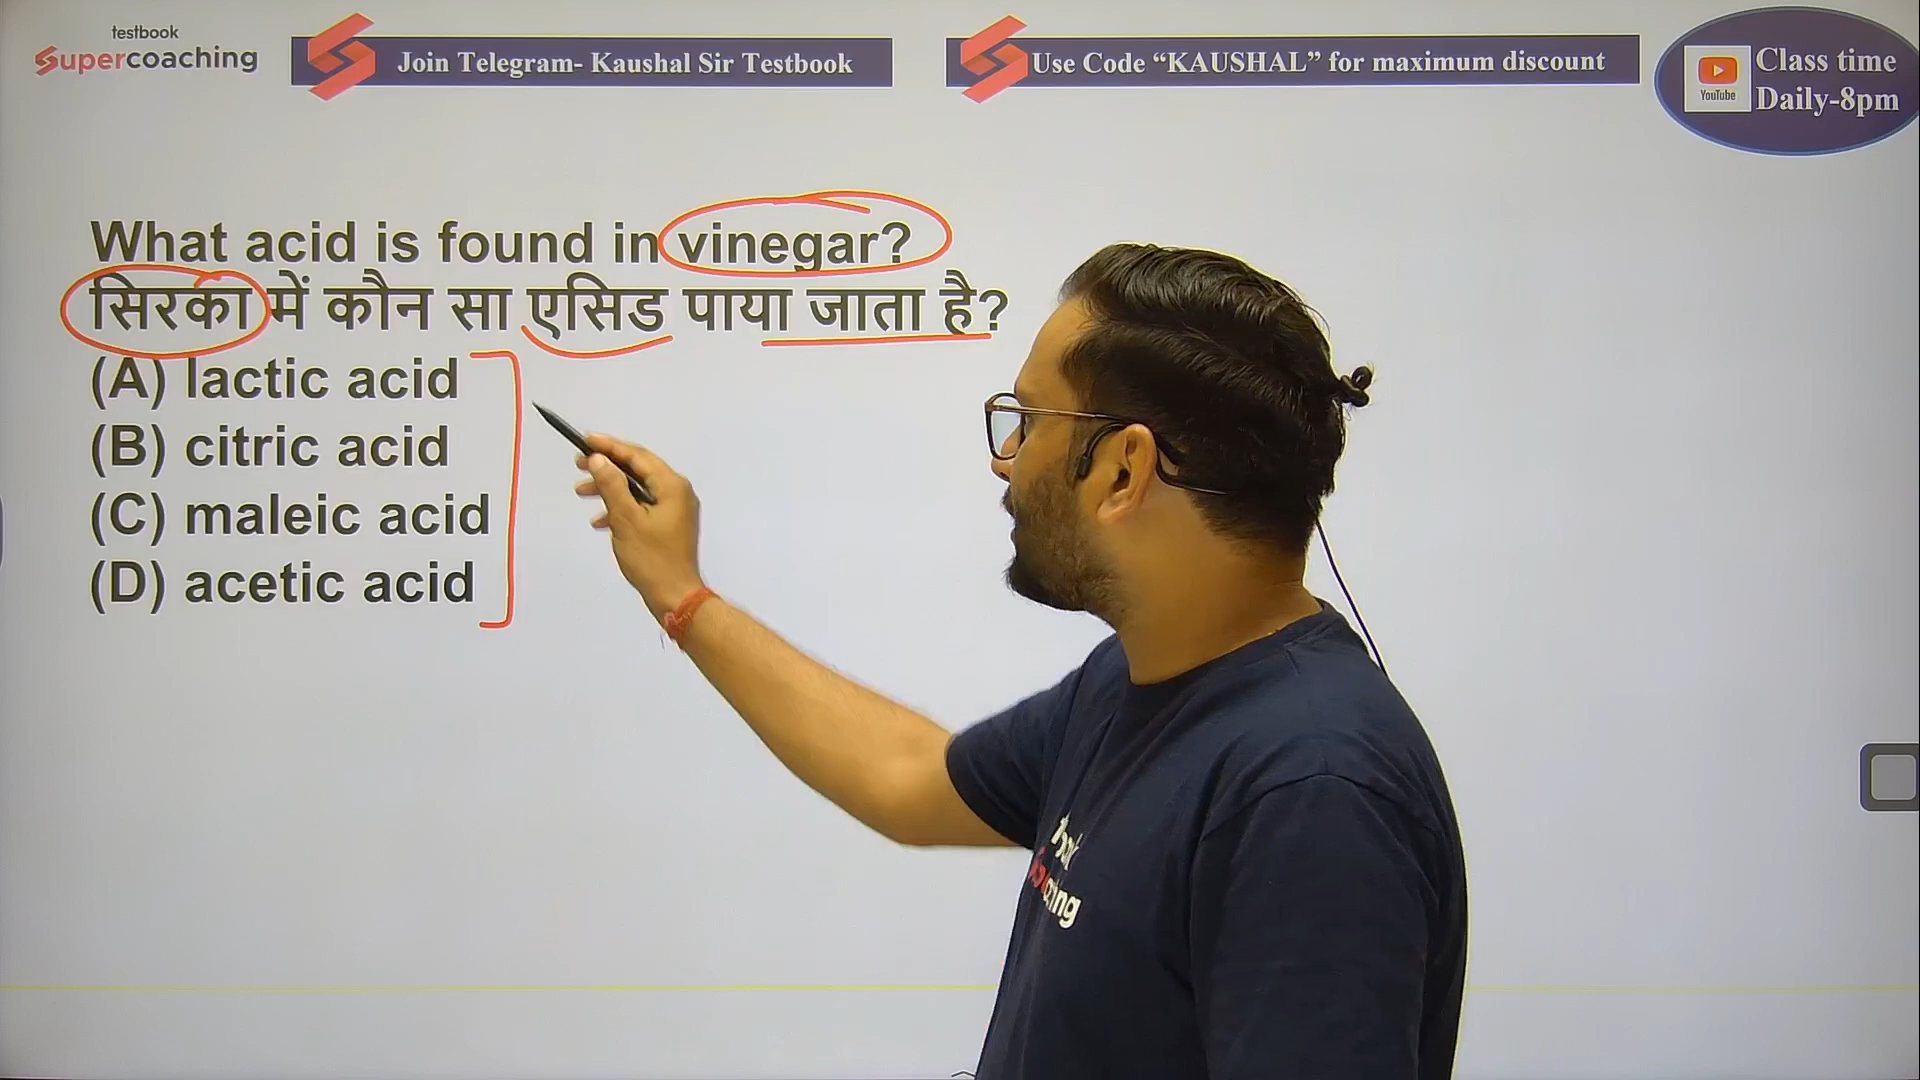 testbook
Supercoaching
Join Telegram- Kaushal Sir Testbook
Use Code “KAUSHAL” for maximum discount
YouTube
Class time
Daily-8pm
What acid is found in vinegar?
सिरका में कौन सा एसिड पाया जाता है?
(A) lactic acid
(B) citric acid
(C) maleic acid
(D) acetic acid